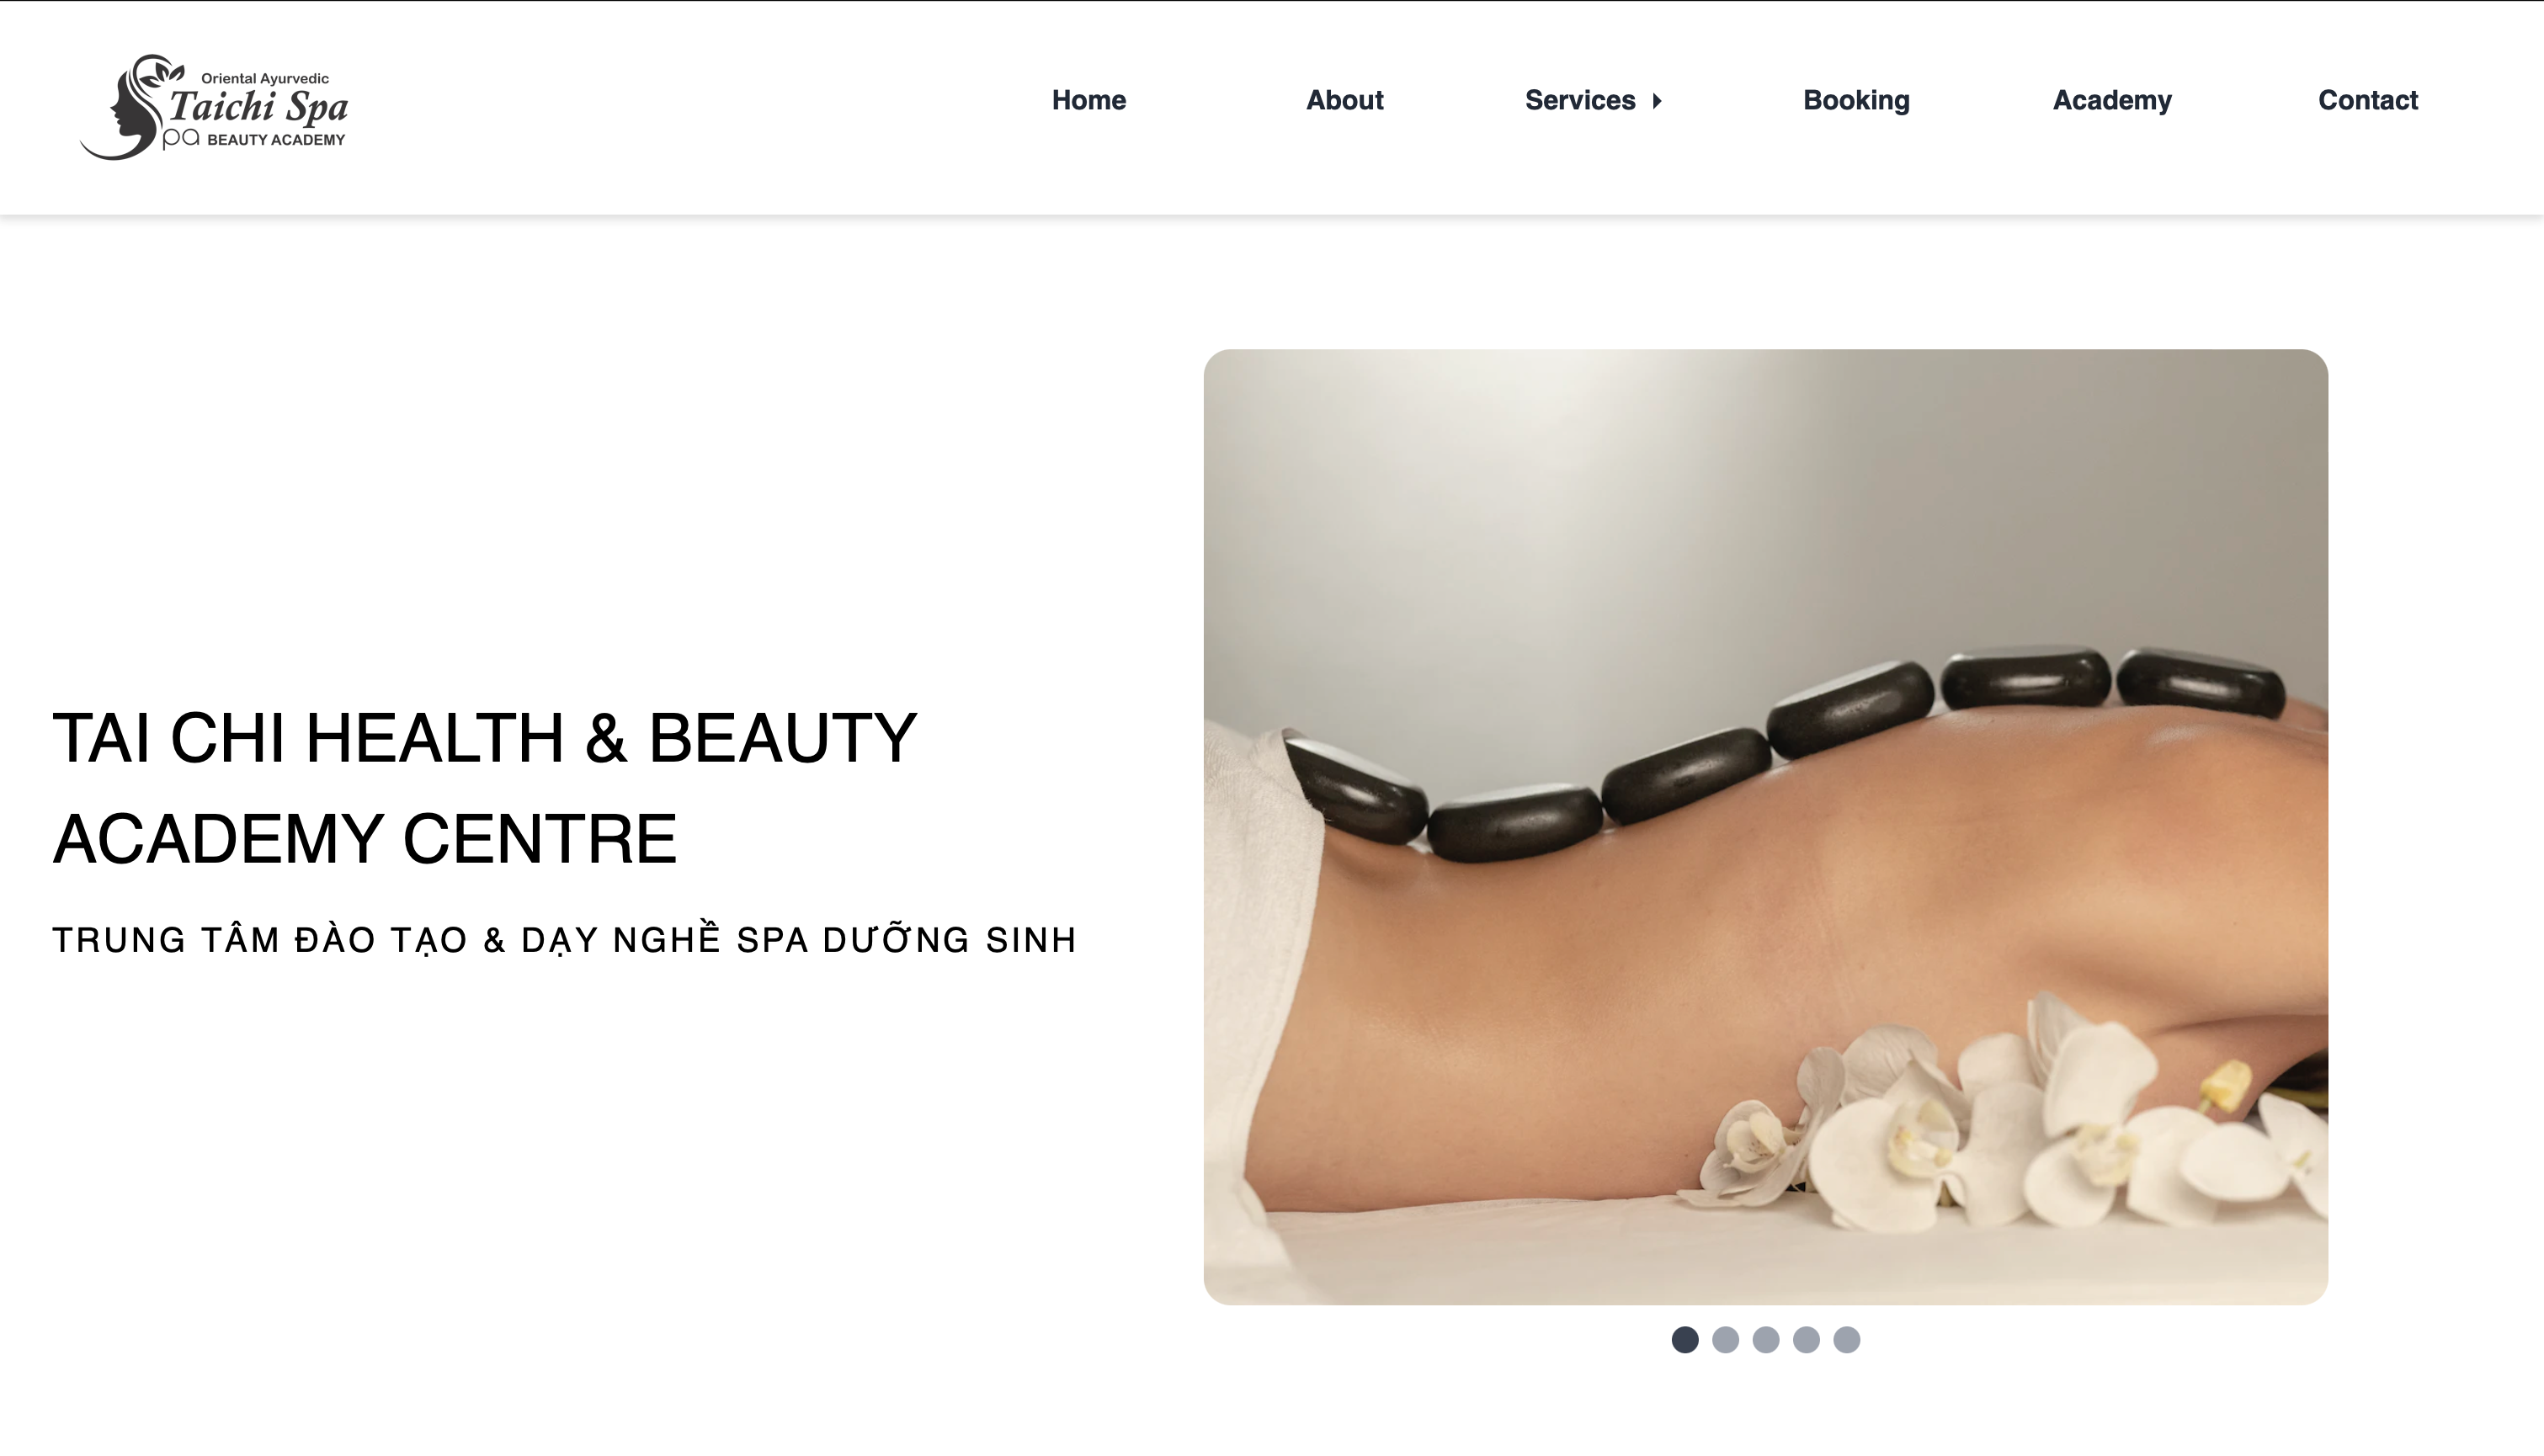 Oriental Ayurvedic
Taichi Spa
pa BEAUTY ACADEMY
Home About Services Booking Academy Contact
TAI CHI HEALTH & BEAUTY
ACADEMY CENTRE
TRUNG TÂM ĐÀO TẠO & DẠY NGHỀ SPA DƯỠNG SINH